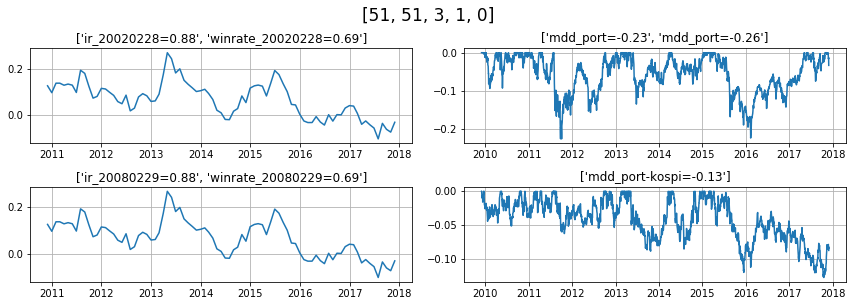 [51, 51, 3, 1, 0]
['ir_20020228=0.88', 'winrate_20020228=0.69']
0.2
0.0
2011 2012 2013 2014 2015 2016 2017 2018
['mdd_port=-0.23', 'mdd_port=-0.26']
0.0
−0.1
−0.2
2010 2011 2012 2013 2014 2015 2016 2017 2018
['ir_20080229=0.88', 'winrate_20080229=0.69']
0.2
0.0
2011 2012 2013 2014 2015 2016 2017 2018
['mdd_port-kospi=-0.13']
0.00
−0.05
−0.10
2010 2011 2012 2013 2014 2015 2016 2017 2018